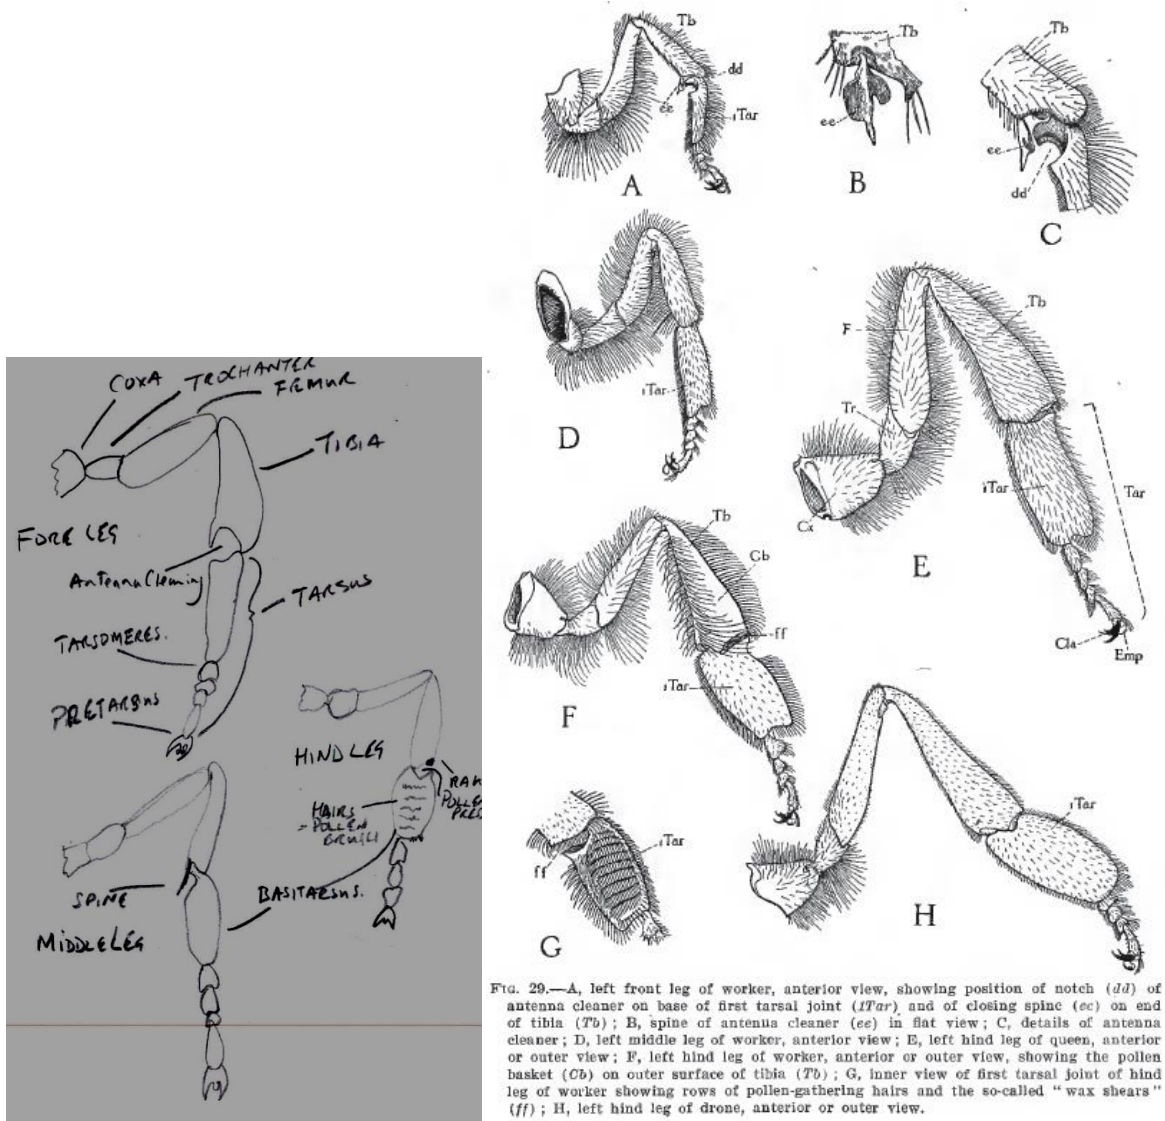 COXA
TROCHANTER
FEMUR
TIBIA
FORE LEG
Antenna Cleaning
TARSUS
TARSOMERES.
PRETARSUS
HIND LEG
HAIRS
= POLLEN
SPINE
BASITARSUS.
MIDDLE LEG
Tb
dd
ee
1Tar
A
Tb
ee
B
Tb
ee
dd
C
1Tar
D
F
Tb
Tr
1Tar
Tar
Cx
E
Cla
Emp
Tb
Cb
ff
1Tar
F
1Tar
ff
G
1Tar
H
FIG. 29.—A, left front leg of worker, anterior view, showing position of notch (dd) of
antenna cleaner on base of first tarsal joint (1Tar) and of closing spine (ee) on end
of tibia (Tb); B, spine of antenna cleaner (ee) in flat view; C, details of antenna
cleaner; D, left middle leg of worker, anterior view; E, left hind leg of queen, anterior
or outer view; F, left hind leg of worker, anterior or outer view, showing the pollen
basket (Cb) on outer surface of tibia (Tb); G, inner view of first tarsal joint of hind
leg of worker showing rows of pollen-gathering hairs and the so-called “wax shears”
(ff); H, left hind leg of drone, anterior or outer view.